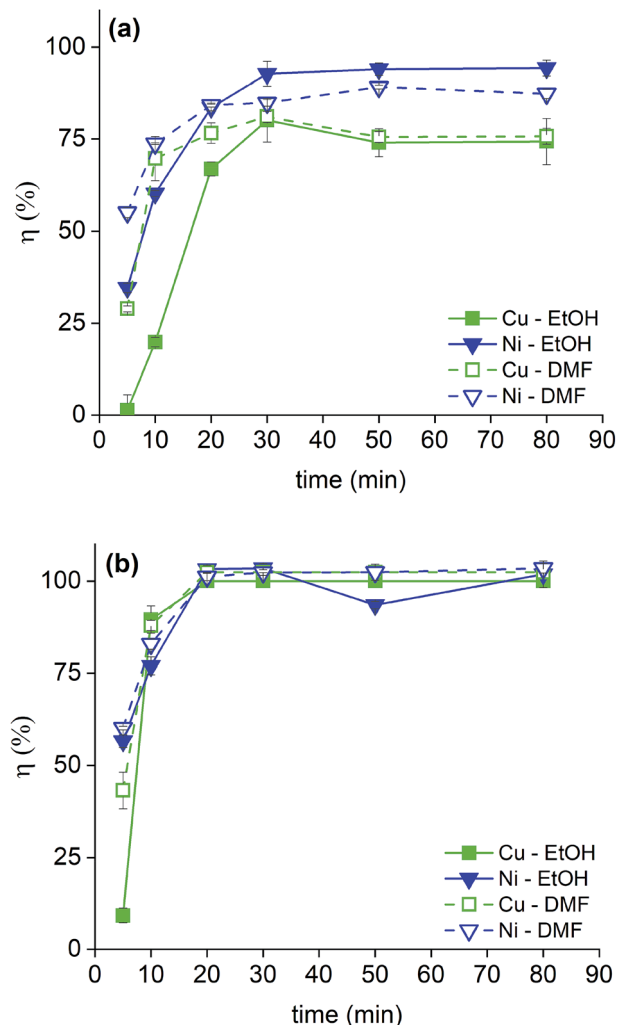 (a)
100
75
50
25
0
η (%)
Cu - EtOH
Ni - EtOH
Cu - DMF
Ni - DMF
0 10 20 30 40 50 60 70 80 90
time (min)
(b)
100
75
50
25
0
η (%)
Cu - EtOH
Ni - EtOH
Cu - DMF
Ni - DMF
0 10 20 30 40 50 60 70 80 90
time (min)